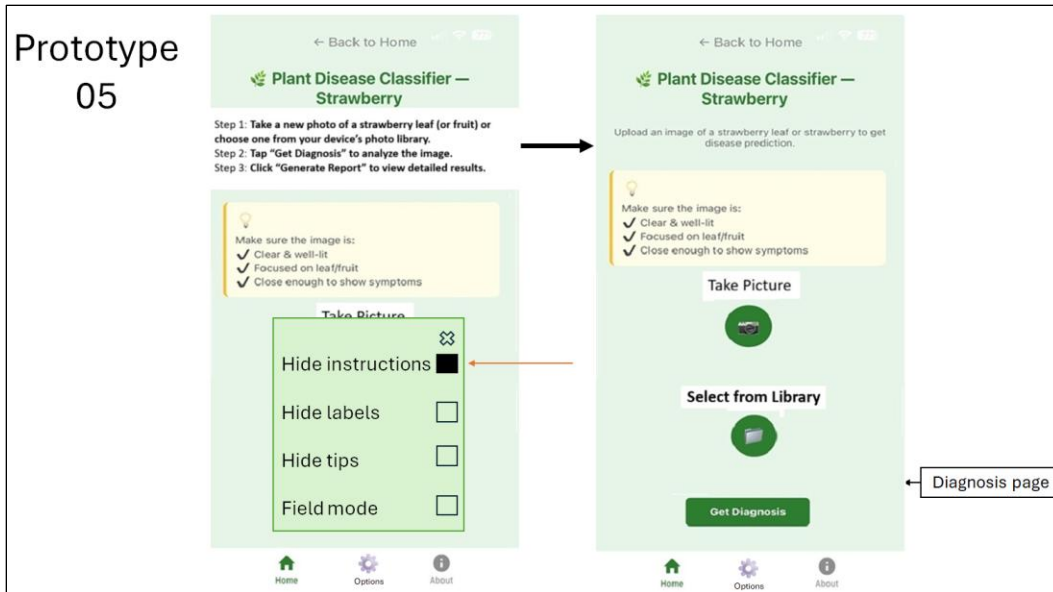 Prototype
05
← Back to Home
🌿 Plant Disease Classifier —
Strawberry
Step 1: Take a new photo of a strawberry leaf (or fruit) or
choose one from your device's photo library.
Step 2: Tap "Get Diagnosis" to analyze the image.
Step 3: Click "Generate Report" to view detailed results.
Make sure the image is:
✔ Clear & well-lit
✔ Focused on leaf/fruit
✔ Close enough to show symptoms
Take Picture
Hide instructions
Hide labels
Hide tips
Field mode
Home
Options
About
← Back to Home
🌿 Plant Disease Classifier —
Strawberry
Upload an image of a strawberry leaf or strawberry to get
disease prediction.
Make sure the image is:
✔ Clear & well-lit
✔ Focused on leaf/fruit
✔ Close enough to show symptoms
Take Picture
Select from Library
Get Diagnosis
Home
Options
About
Diagnosis page